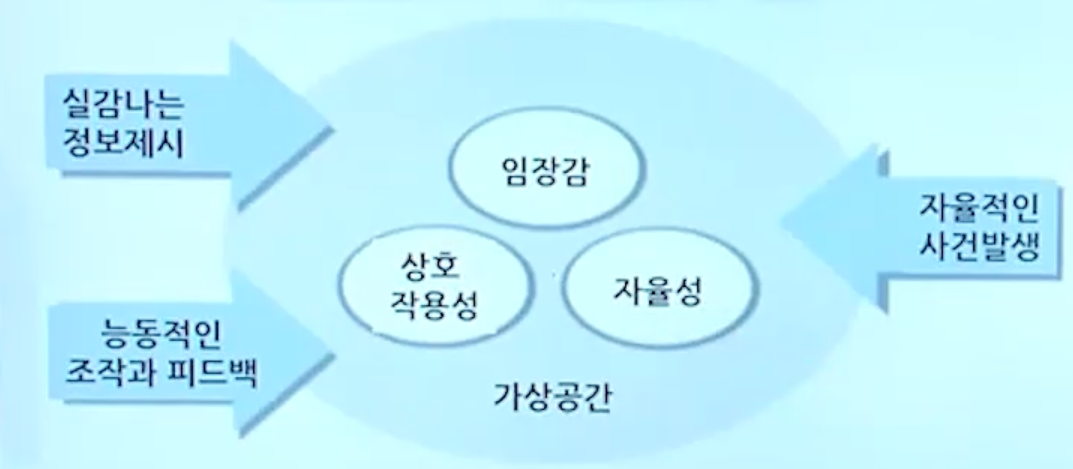 실감나는
정보제시
임장감
자율적인
사건발생
상호
작용성
자율성
능동적인
조작과 피드백
가상공간